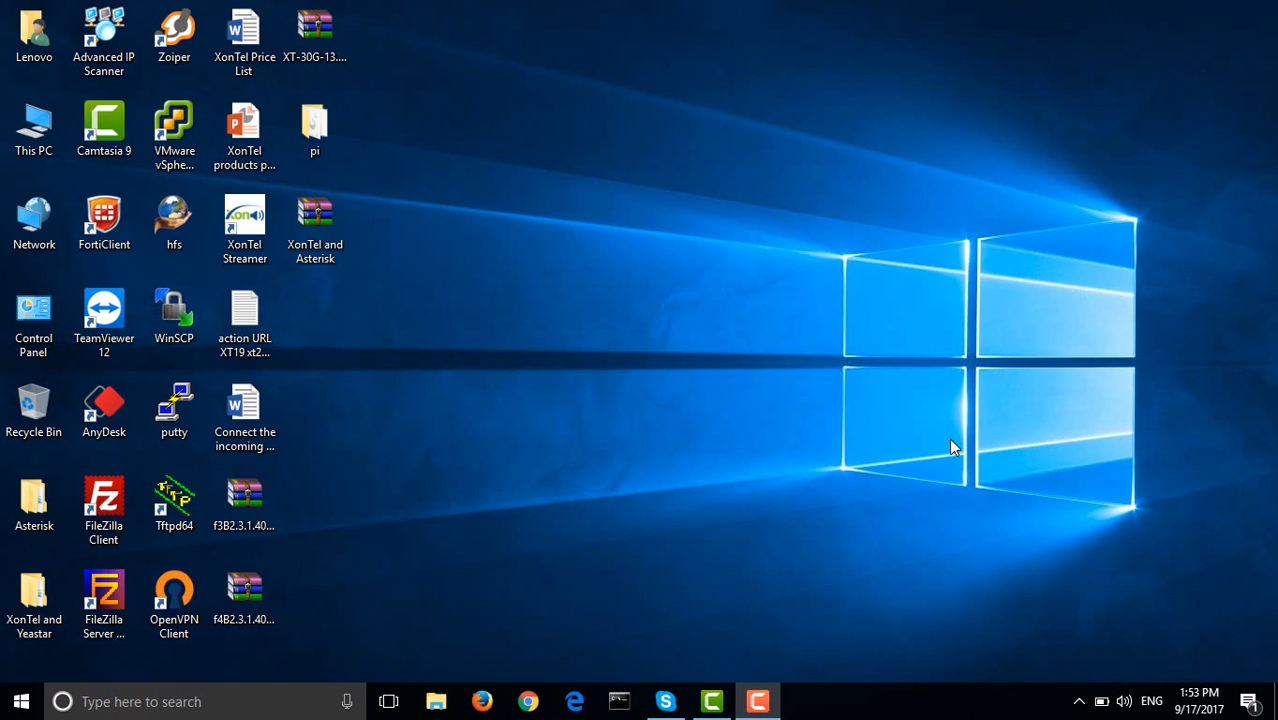 Lenovo
Advanced IP
Scanner
Zoiper
XonTel Price
List
XT-30G-13....
This PC
Camtasia 9
VMware
vSphe...
XonTel
products p...
pi
Network
FortiClient
hfs
xon
XonTel
Streamer
XonTel and
Asterisk
Control
Panel
TeamViewer
12
WinSCP
action URL
XT19 xt2...
Recycle Bin
AnyDesk
putty
Connect the
incoming ...
Asterisk
FileZilla
Client
TFTP
Tftpd64
f3B2.3.1.40...
XonTel and
Yeastar
FileZilla
Server ...
OpenVPN
Client
f4B2.3.1.40...
Type here to search
ENG
1:53 PM
9/17/2017
1